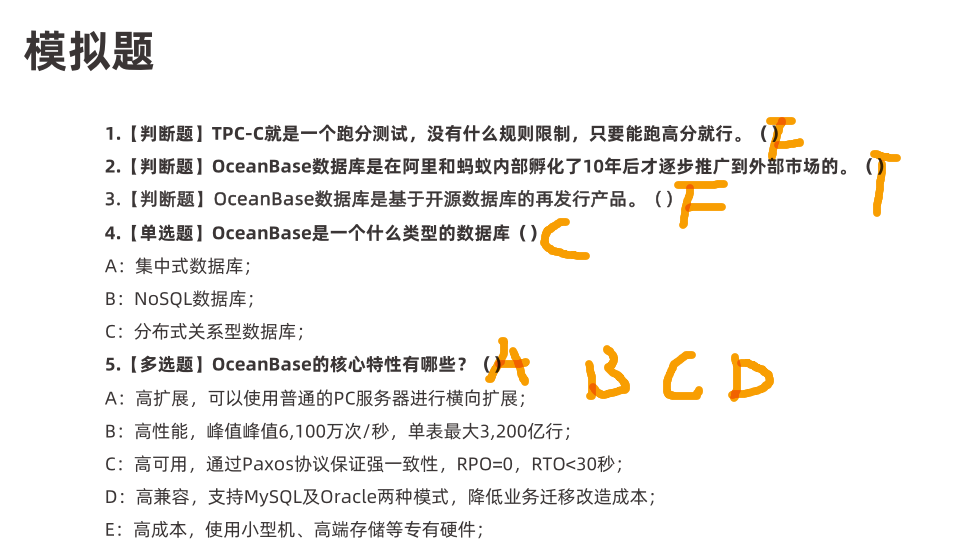 模拟题
1.【判断题】TPC-C就是一个跑分测试，没有什么规则限制，只要能跑高分就行。（）F
2.【判断题】OceanBase数据库是在阿里和蚂蚁内部孵化了10年后才逐步推广到外部市场的。（）T
3.【判断题】OceanBase数据库是基于开源数据库的再发行产品。（）F
4.【单选题】OceanBase是一个什么类型的数据库（）C
A：集中式数据库；
B：NoSQL数据库；
C：分布式关系型数据库；
5.【多选题】OceanBase的核心特性有哪些？（）A B C D
A：高扩展，可以使用普通的PC服务器进行横向扩展；
B：高性能，峰值峰值6,100万次/秒，单表最大3,200亿行；
C：高可用，通过Paxos协议保证强一致性，RPO=0，RTO<30秒；
D：高兼容，支持MySQL及Oracle两种模式，降低业务迁移改造成本；
E：高成本，使用小型机、高端存储等专有硬件；